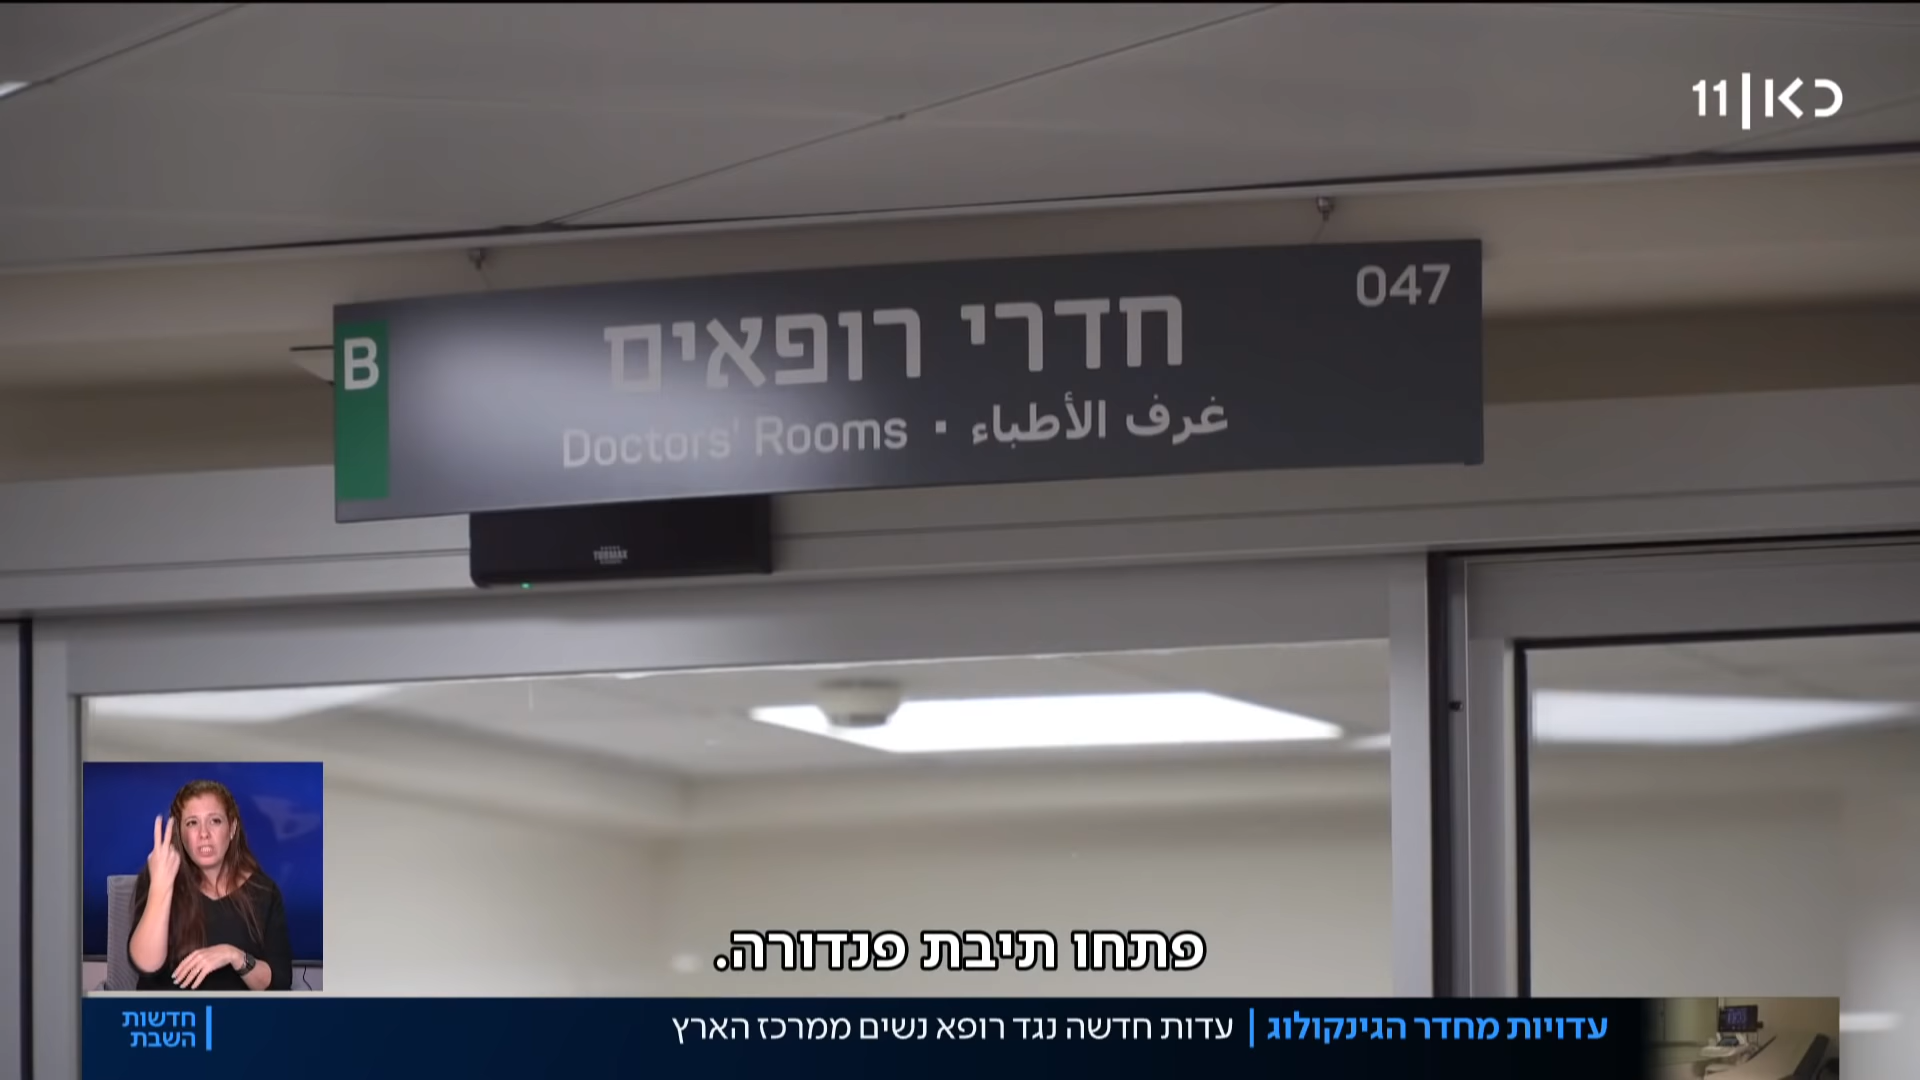 כאן 11
047
חדרי רופאים
B
Doctors' Rooms · غرف الأطباء
TORMAX
פתחו תיבת פנדורה.
עדויות מחדר הגינקולוג | עדות חדשה נגד רופא נשים ממרכז הארץ
חדשות
השבת